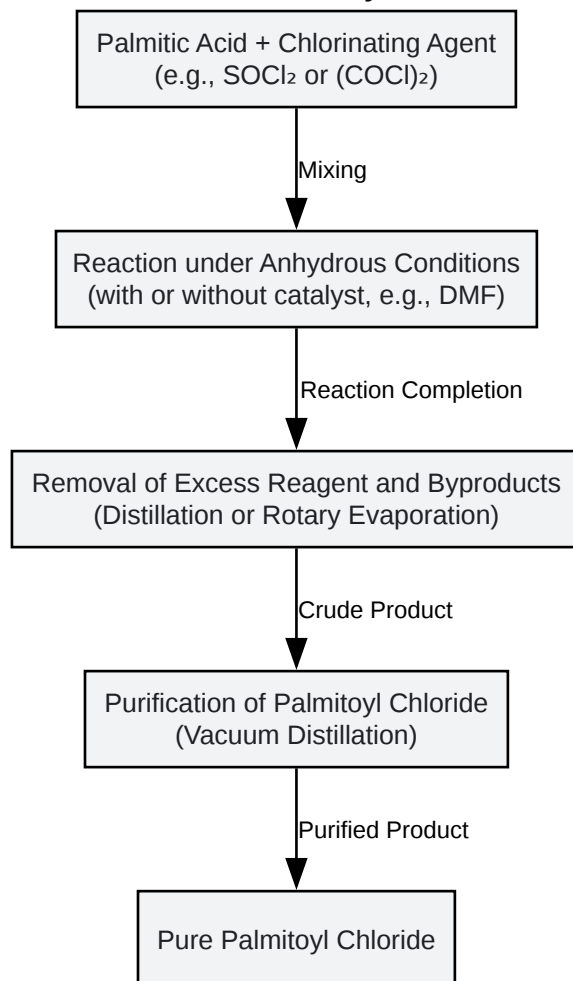 Palmitic Acid + Chlorinating Agent
(e.g., SOCl₂ or (COCl)₂)
Mixing
Reaction under Anhydrous Conditions
(with or without catalyst, e.g., DMF)
Reaction Completion
Removal of Excess Reagent and Byproducts
(Distillation or Rotary Evaporation)
Crude Product
Purification of Palmitoyl Chloride
(Vacuum Distillation)
Purified Product
Pure Palmitoyl Chloride